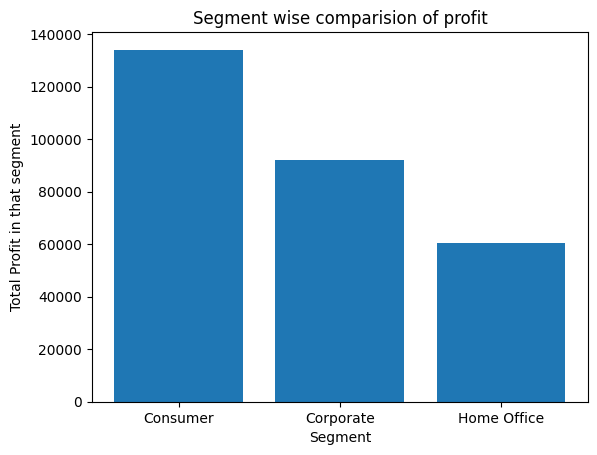 Segment wise comparision of profit
140000
120000
100000
80000
60000
40000
20000
0
Total Profit in that segment
Consumer
Corporate
Home Office
Segment